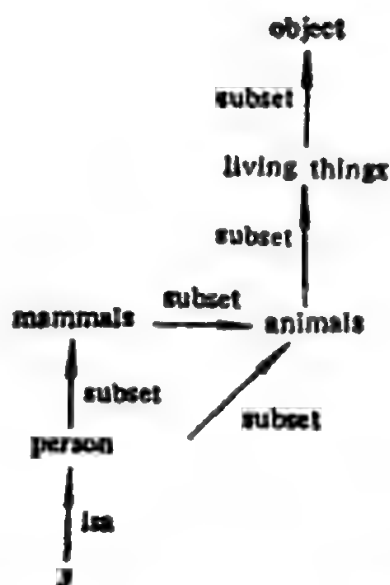 object
subset
living things
subset
subset
mammals
animals
subset
subset
person
isa